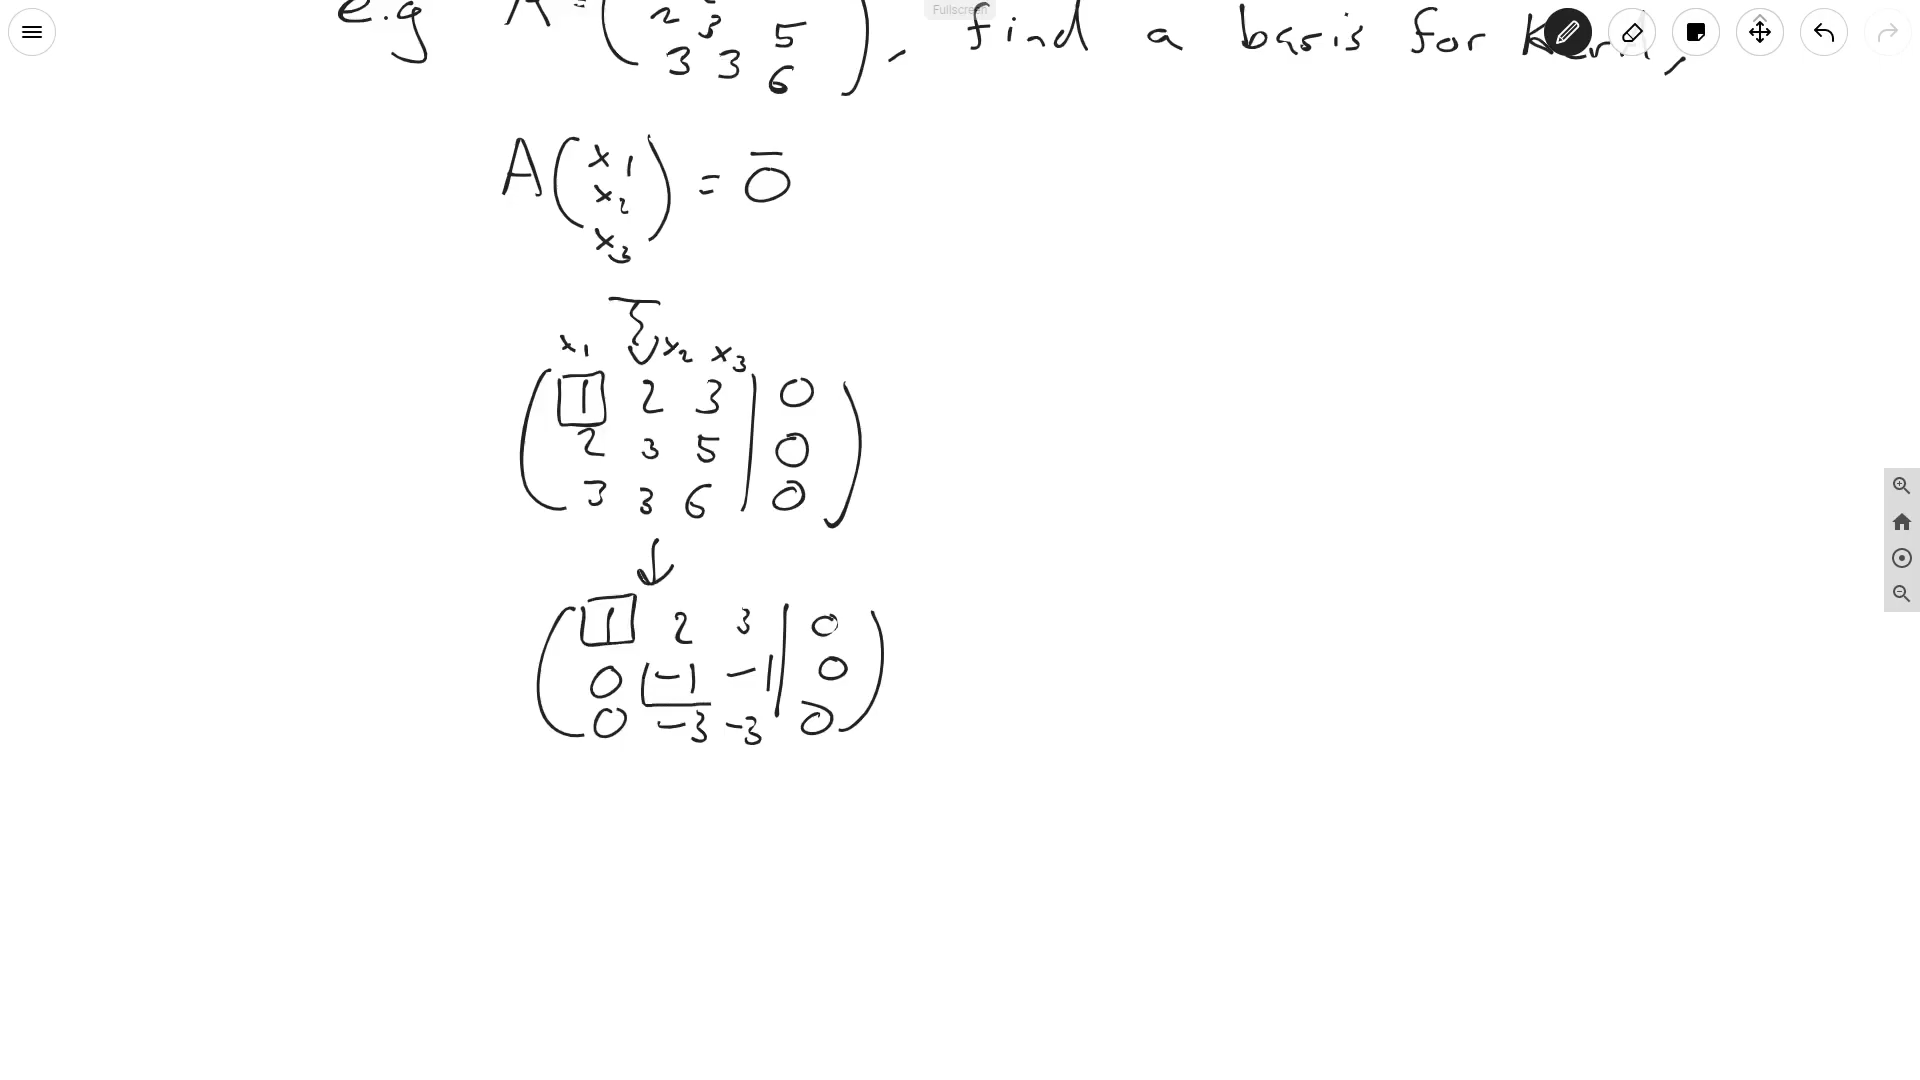 e.g A = ( 2 3 5 , find a basis for KerA,
3 3 6 )
A ( x1 x2 x3 ) = 0̅
x1 x2 x3
( 1 2 3 | 0
2 3 5 | 0
3 3 6 | 0 )
↓
( 1 2 3 | 0
0 -1 -1 | 0
0 -3 -3 | 0 )
Fullscreen